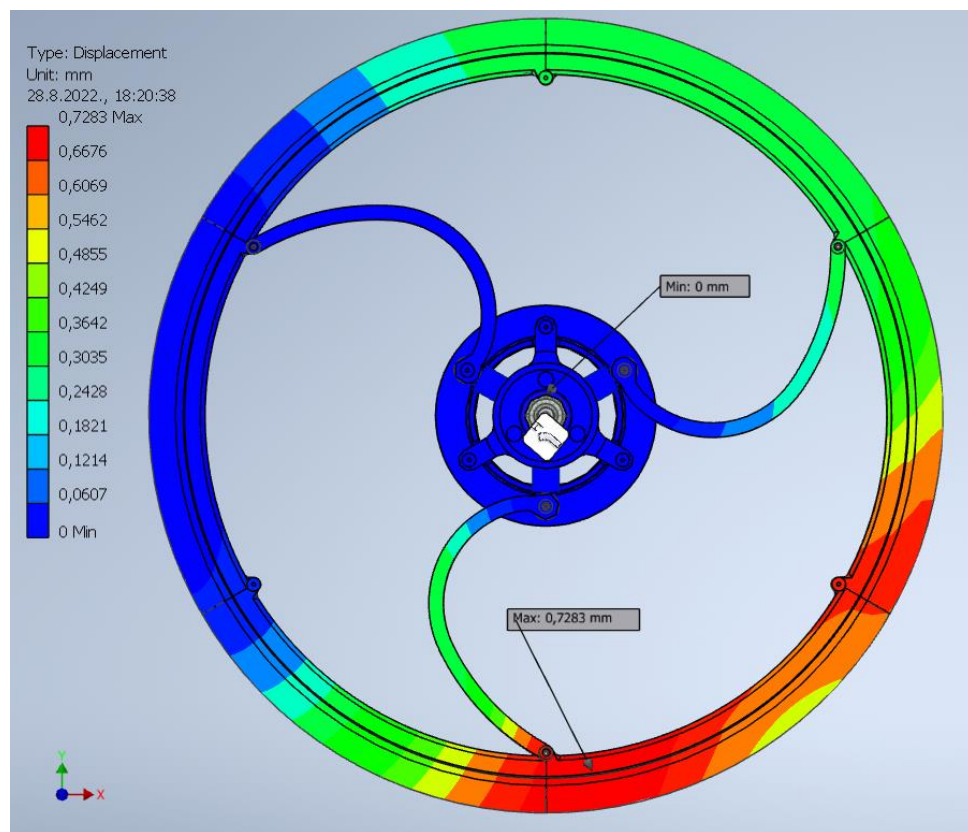 Type: Displacement
Unit: mm
28.8.2022., 18:20:38
0,7283 Max
0,6676
0,6069
0,5462
0,4855
0,4249
0,3642
0,3035
0,2428
0,1821
0,1214
0,0607
0 Min
Min: 0 mm
Max: 0,7283 mm
Y
X